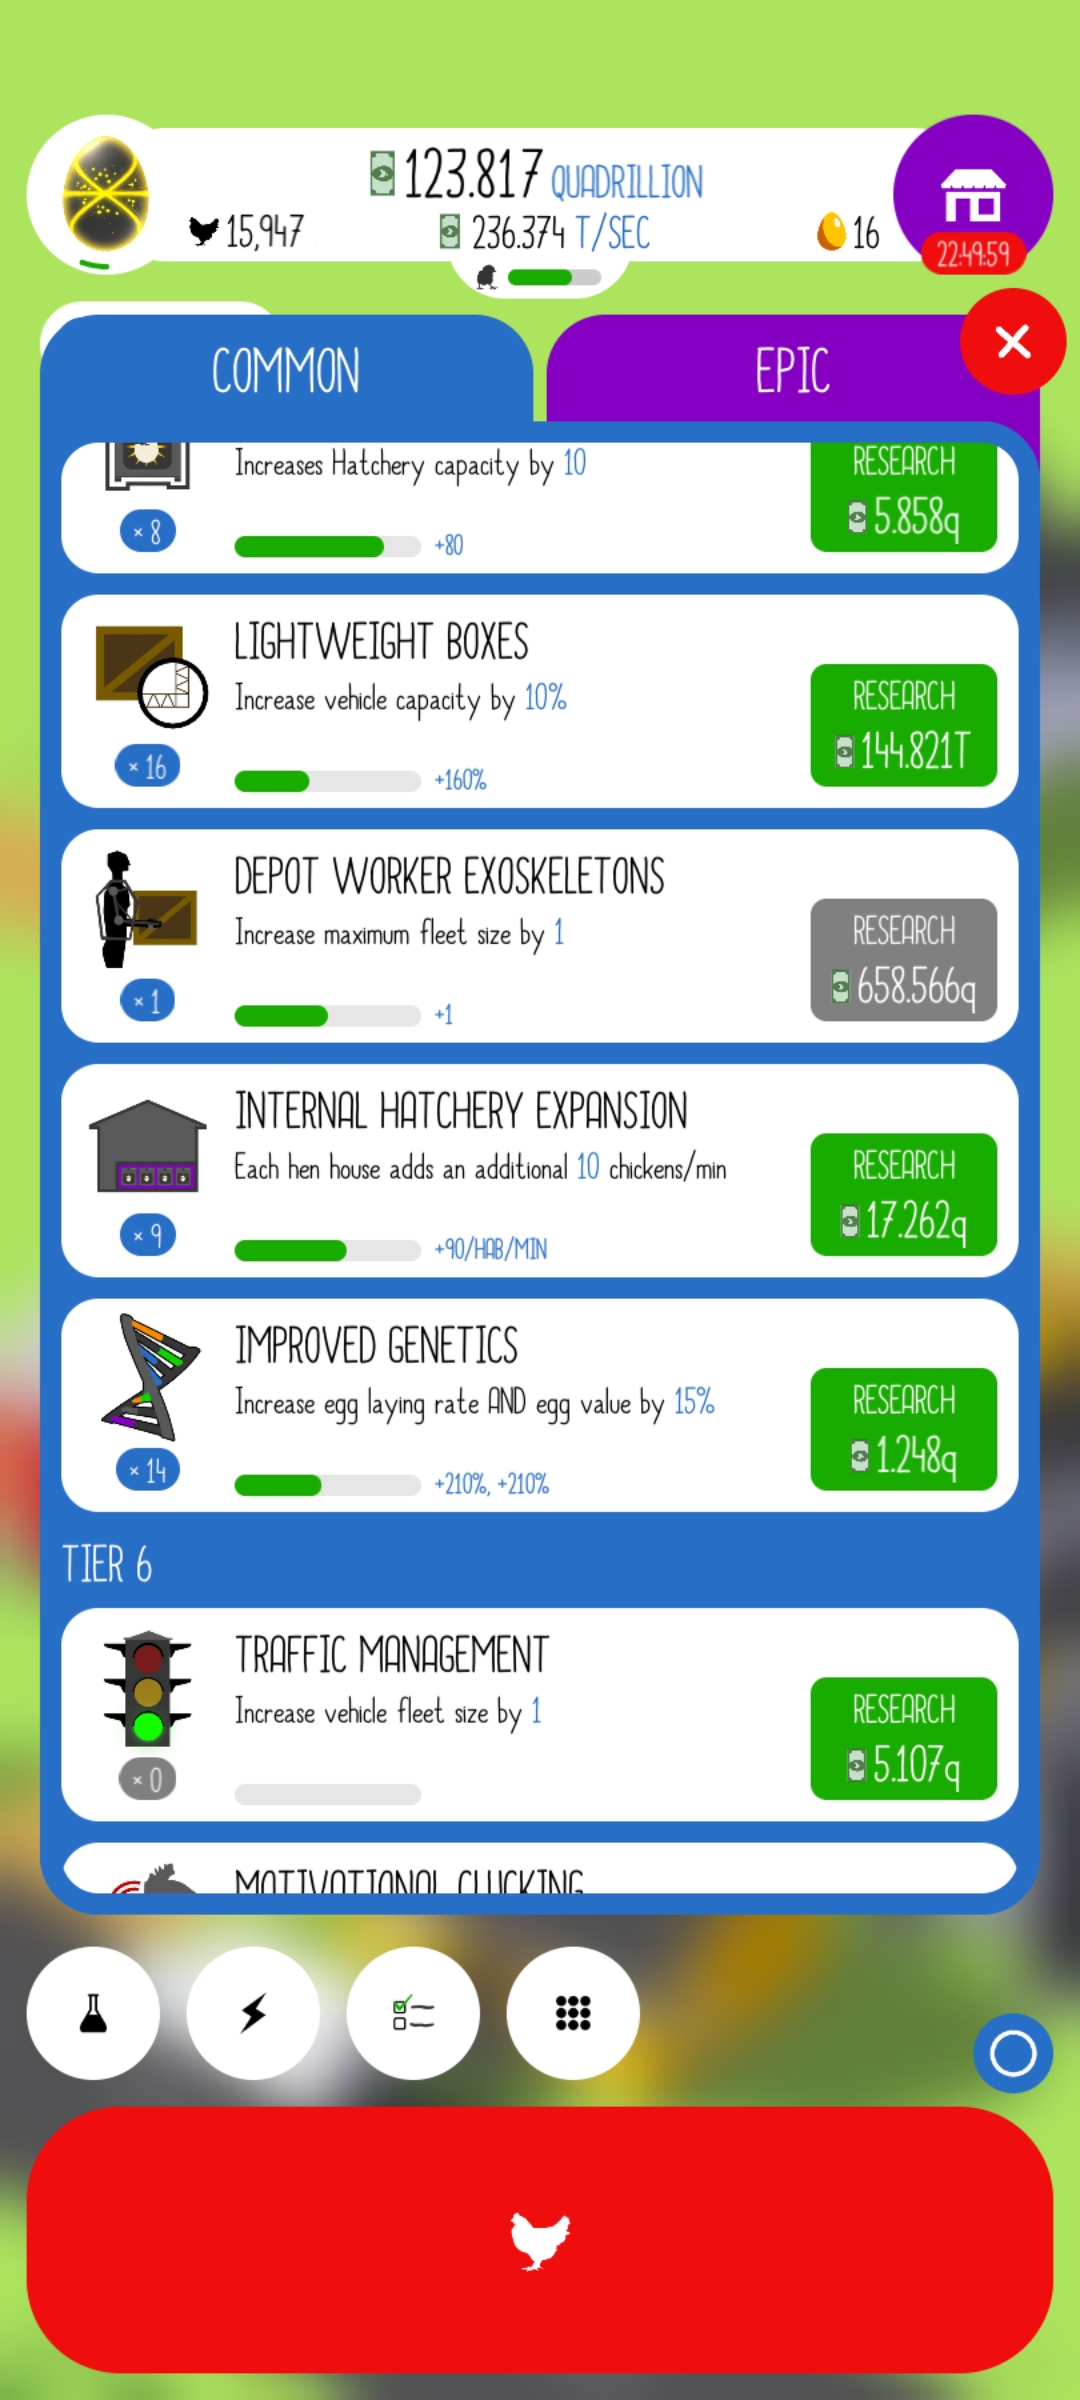 123.817 QUADRILLION
15,947
236.374 T/SEC
16
22:49:59
COMMON
EPIC
Increases Hatchery capacity by 10
RESEARCH
5.858q
× 8
+80
LIGHTWEIGHT BOXES
Increase vehicle capacity by 10%
RESEARCH
144.821T
× 16
+160%
DEPOT WORKER EXOSKELETONS
Increase maximum fleet size by 1
RESEARCH
658.566q
× 1
+1
INTERNAL HATCHERY EXPANSION
Each hen house adds an additional 10 chickens/min
RESEARCH
17.262q
× 9
+90/HAB/MIN
IMPROVED GENETICS
Increase egg laying rate AND egg value by 15%
RESEARCH
1.248q
× 14
+210%, +210%
TIER 6
TRAFFIC MANAGEMENT
Increase vehicle fleet size by 1
RESEARCH
5.107q
× 0
MOTIVATIONAL CLUCKING